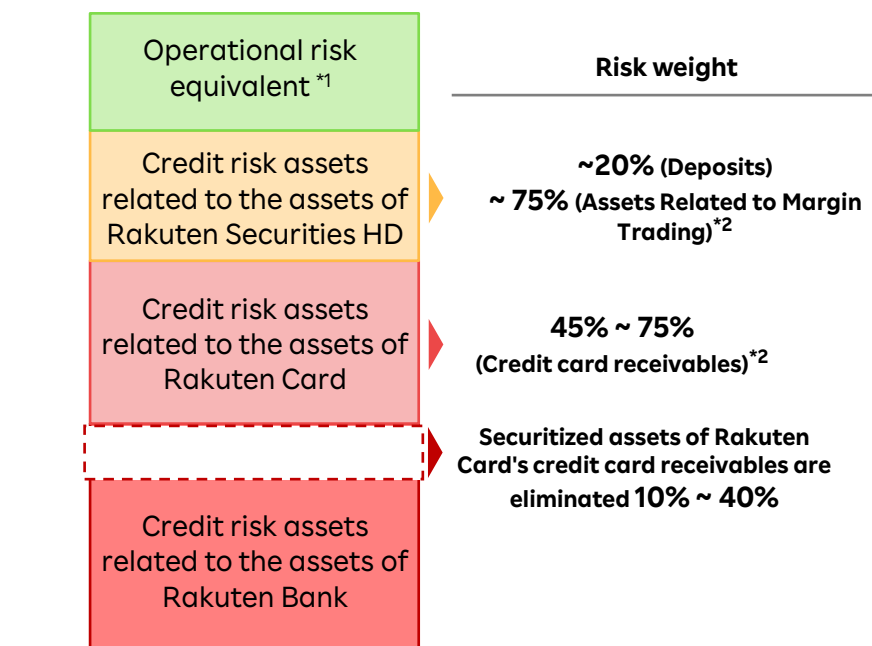 Operational risk
equivalent *1
Risk weight
Credit risk assets
related to the assets of
Rakuten Securities HD
~20% (Deposits)
~ 75% (Assets Related to Margin
Trading)*2
Credit risk assets
related to the assets of
Rakuten Card
45% ~ 75%
(Credit card receivables)*2
Securitized assets of Rakuten
Card's credit card receivables are
eliminated 10% ~ 40%
Credit risk assets
related to the assets of
Rakuten Bank